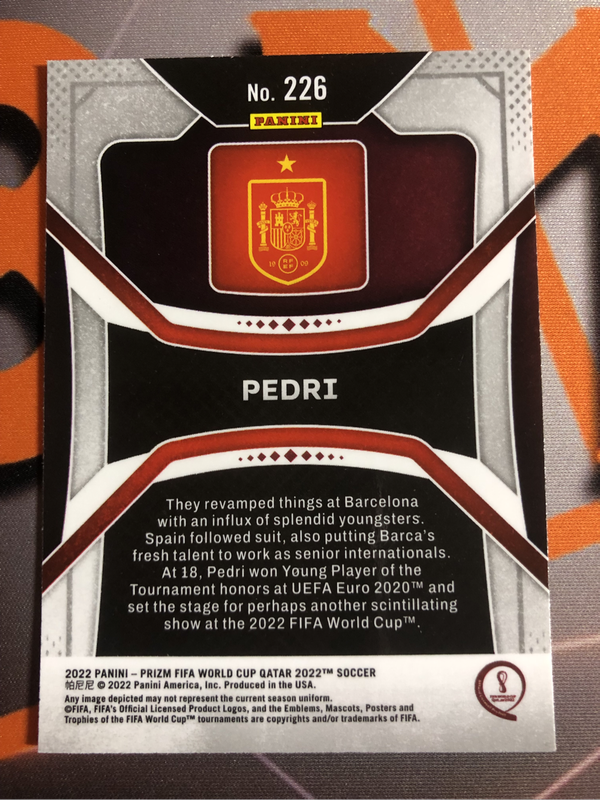 No. 226
PANINI
1909
RFEF
PEDRI
They revamped things at Barcelona
with an influx of splendid youngsters.
Spain followed suit, also putting Barca's
fresh talent to work as senior internationals.
At 18, Pedri won Young Player of the
Tournament honors at UEFA Euro 2020™ and
set the stage for perhaps another scintillating
show at the 2022 FIFA World Cup™.
2022 PANINI – PRIZM FIFA WORLD CUP QATAR 2022™ SOCCER
帕尼尼 © 2022 Panini America, Inc. Produced in the USA.
Any image depicted may not represent the current season uniform.
©FIFA, FIFA's Official Licensed Product Logos, and the Emblems, Mascots, Posters and
Trophies of the FIFA World Cup™ tournaments are copyrights and/or trademarks of FIFA.